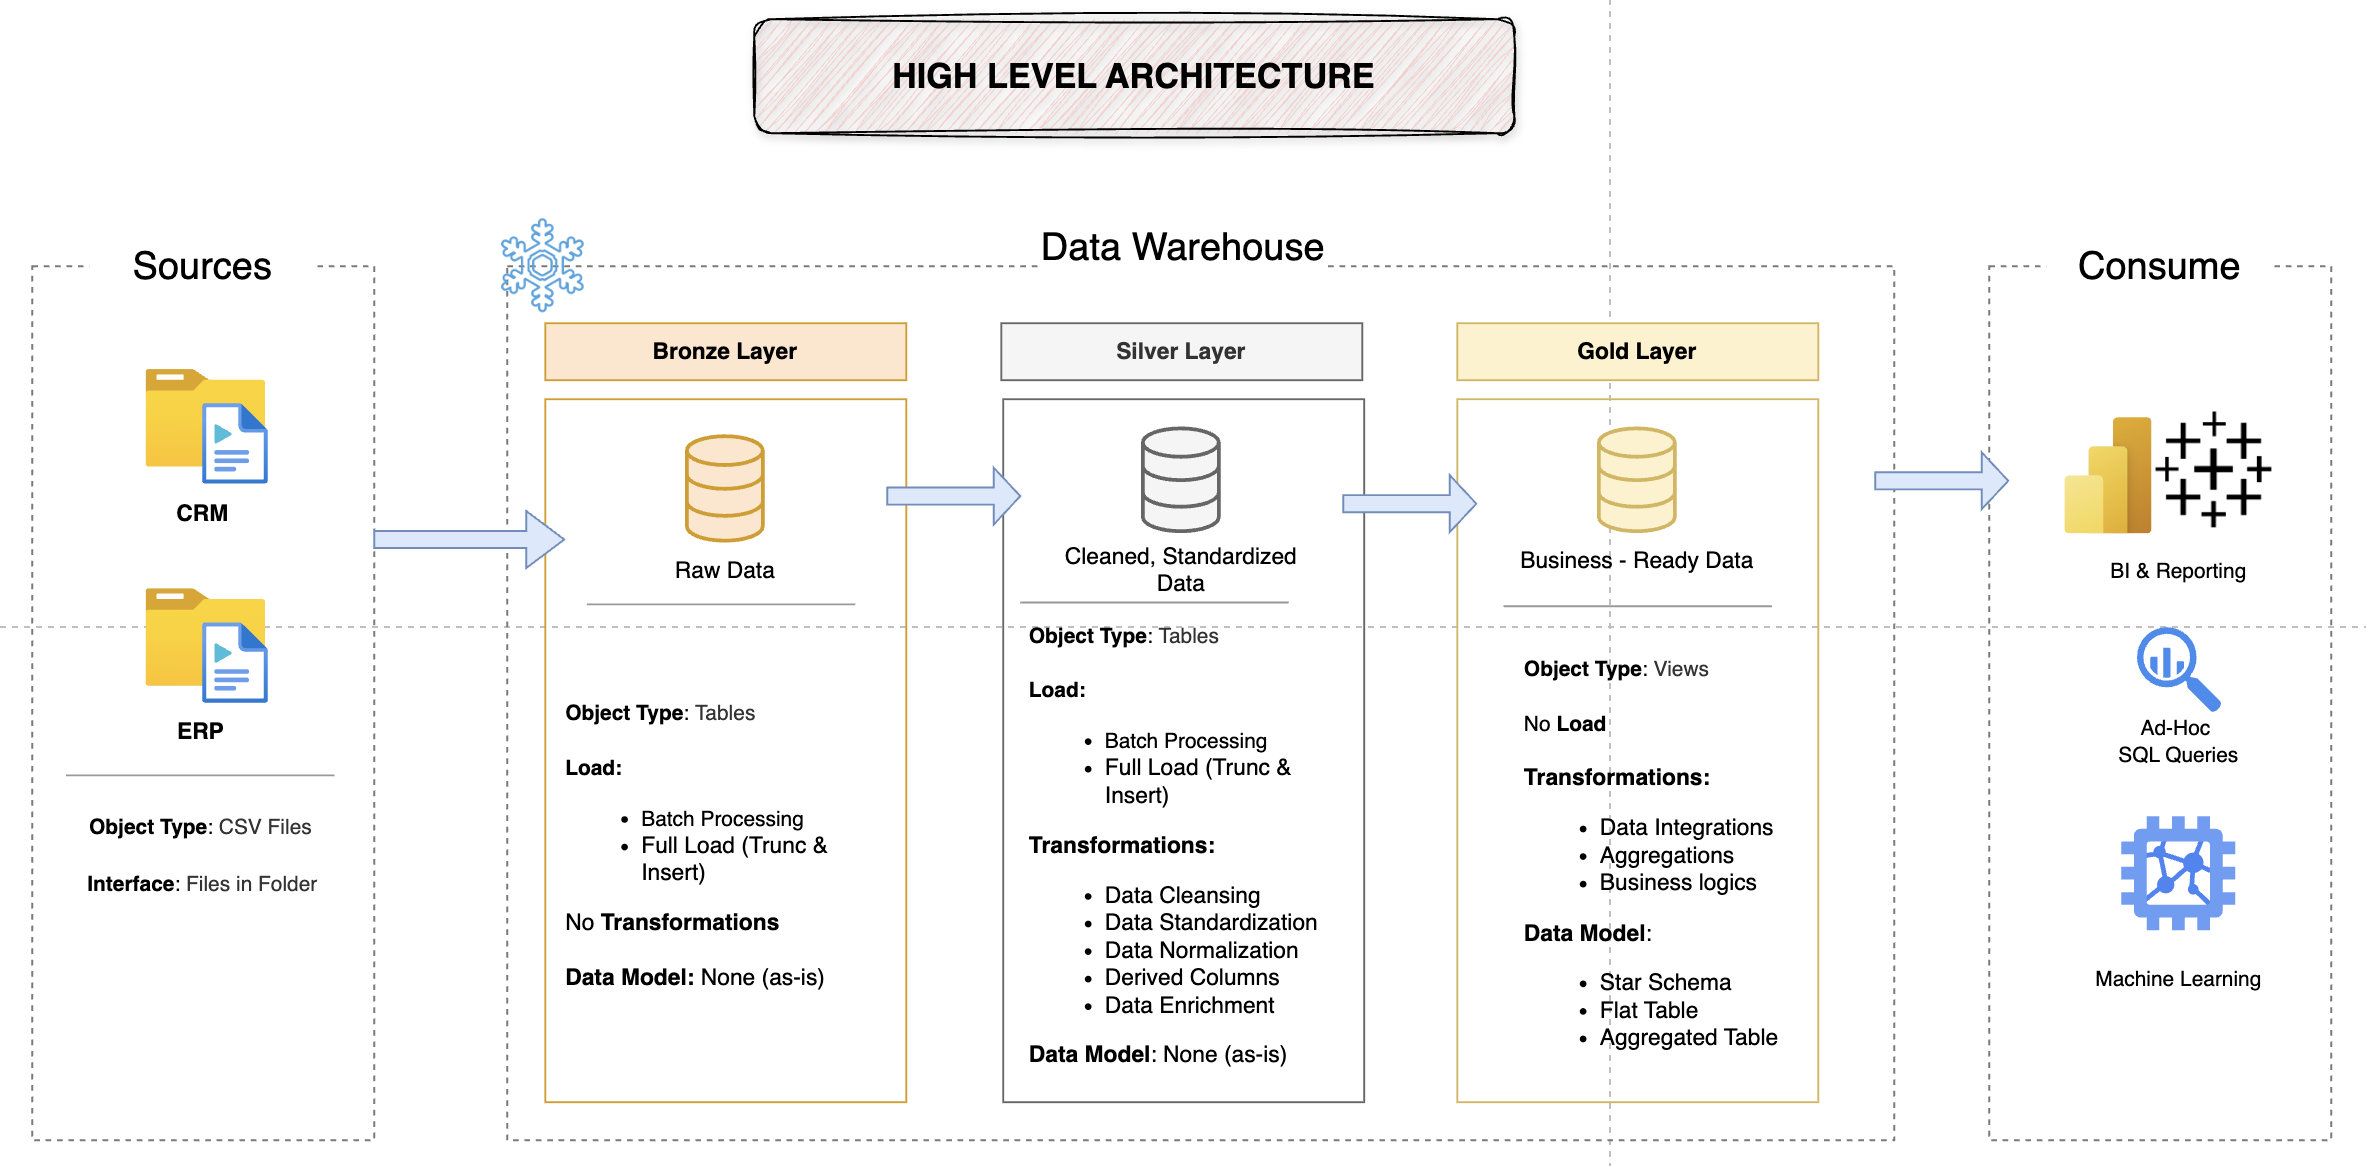 HIGH LEVEL ARCHITECTURE
Sources
CRM
ERP
Object Type: CSV Files
Interface: Files in Folder
Data Warehouse
Bronze Layer
Raw Data
Object Type: Tables
Load:
• Batch Processing
• Full Load (Trunc &
Insert)
No Transformations
Data Model: None (as-is)
Silver Layer
Cleaned, Standardized
Data
Object Type: Tables
Load:
• Batch Processing
• Full Load (Trunc &
Insert)
Transformations:
• Data Cleansing
• Data Standardization
• Data Normalization
• Derived Columns
• Data Enrichment
Data Model: None (as-is)
Gold Layer
Business - Ready Data
Object Type: Views
No Load
Transformations:
• Data Integrations
• Aggregations
• Business logics
Data Model:
• Star Schema
• Flat Table
• Aggregated Table
Consume
BI & Reporting
Ad-Hoc
SQL Queries
Machine Learning